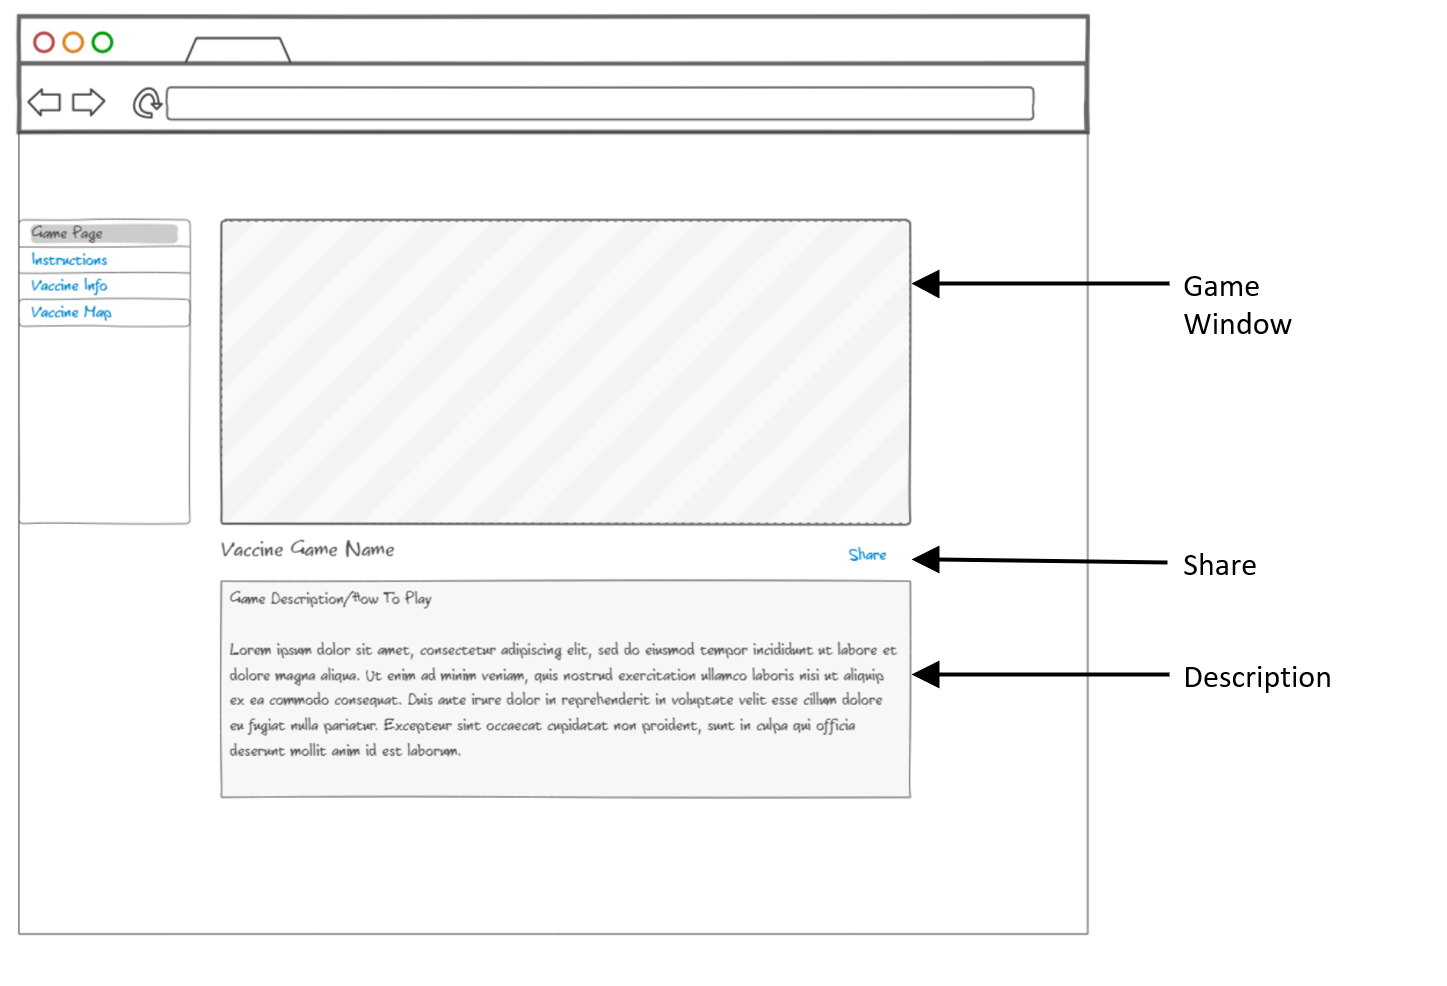 Game Page
Instructions
Vaccine Info
Vaccine Map
Game
Window
Vaccine Game Name
Share
Share
Game Description/How To Play
Lorem ipsum dolor sit amet, consectetur adipiscing elit, sed do eiusmod tempor incididunt ut labore et
dolore magna aliqua. Ut enim ad minim veniam, quis nostrud exercitation ullamco laboris nisi ut aliquip
ex ea commodo consequat. Duis aute irure dolor in reprehenderit in voluptate velit esse cillum dolore
eu fugiat nulla pariatur. Excepteur sint occaecat cupidatat non proident, sunt in culpa qui officia
deserunt mollit anim id est laborum.
Description